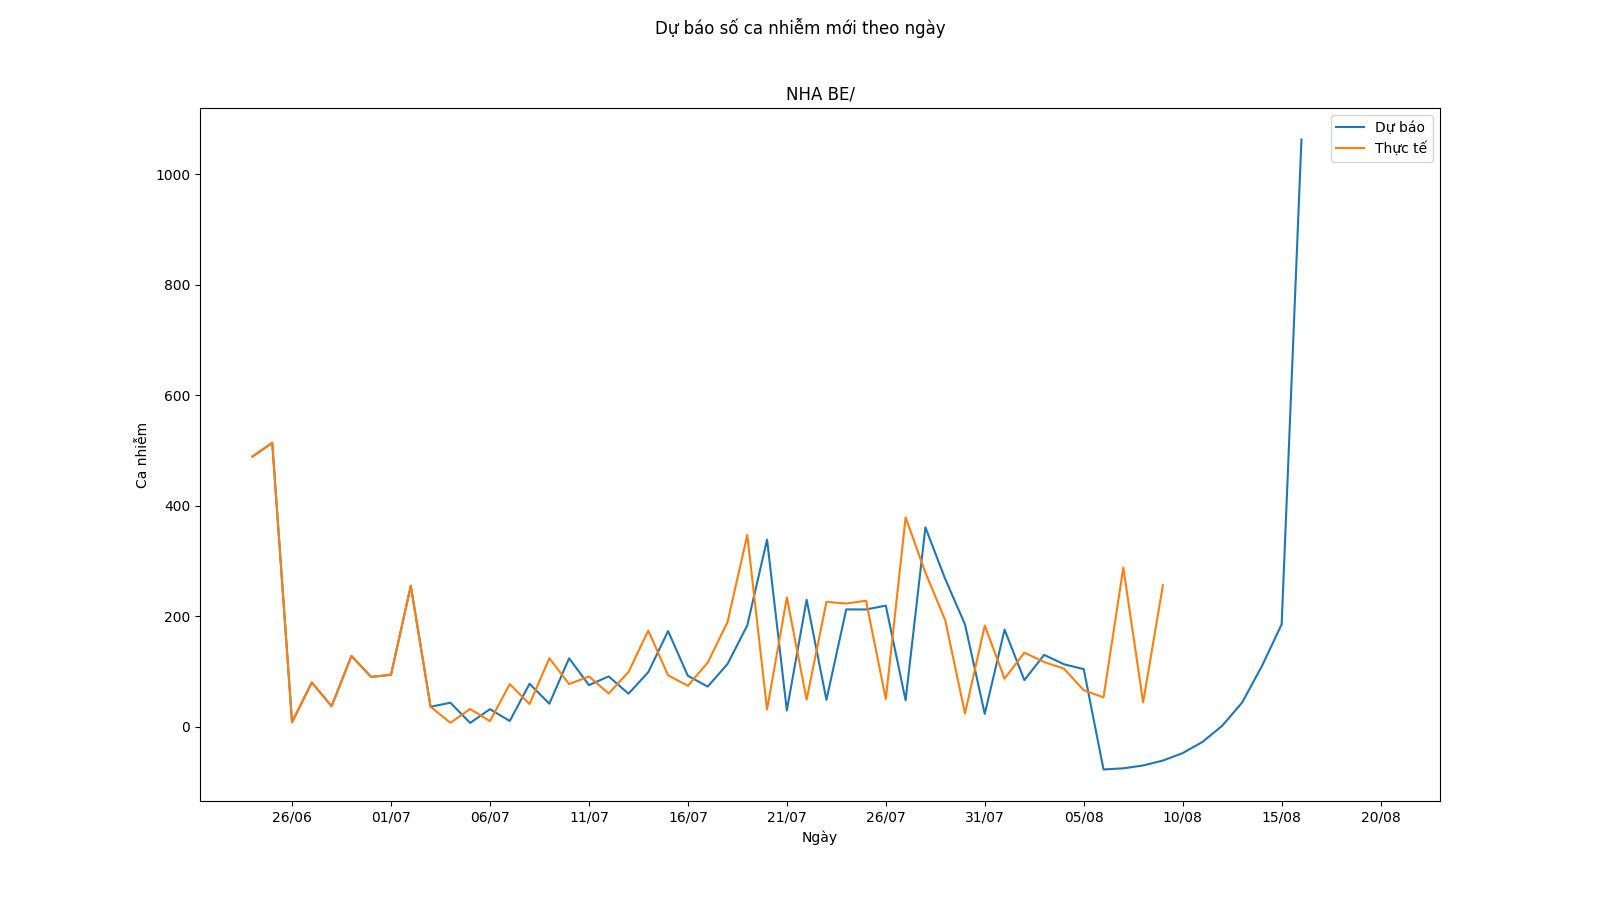 Dự báo số ca nhiễm mới theo ngày
NHA BE/
Dự báo
Thực tế
1000
800
600
400
200
0
Ca nhiễm
26/06 01/07 06/07 11/07 16/07 21/07 26/07 31/07 05/08 10/08 15/08 20/08
Ngày